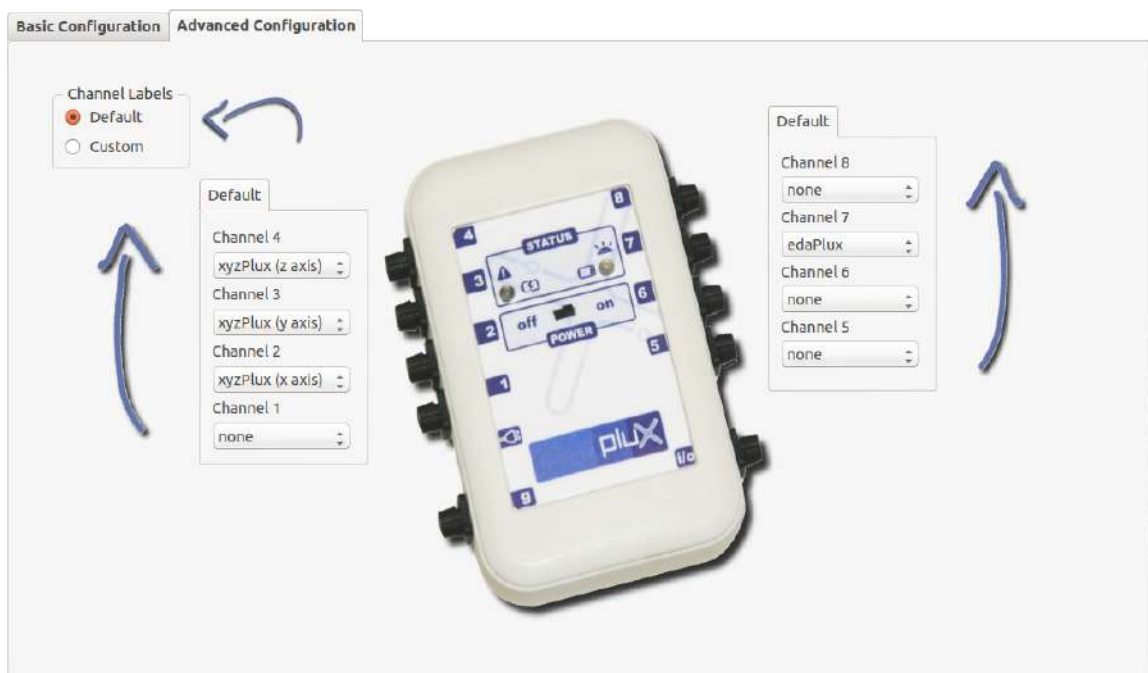 Basic Configuration
Advanced Configuration
Channel Labels
Default
Custom
Default
Channel 4
xyzPlux (z axis)
Channel 3
xyzPlux (y axis)
Channel 2
xyzPlux (x axis)
Channel 1
none
4
8
STATUS
3
7
2
off
on
6
POWER
5
1
plux
i/o
9
Default
Channel 8
none
Channel 7
edaPlux
Channel 6
none
Channel 5
none